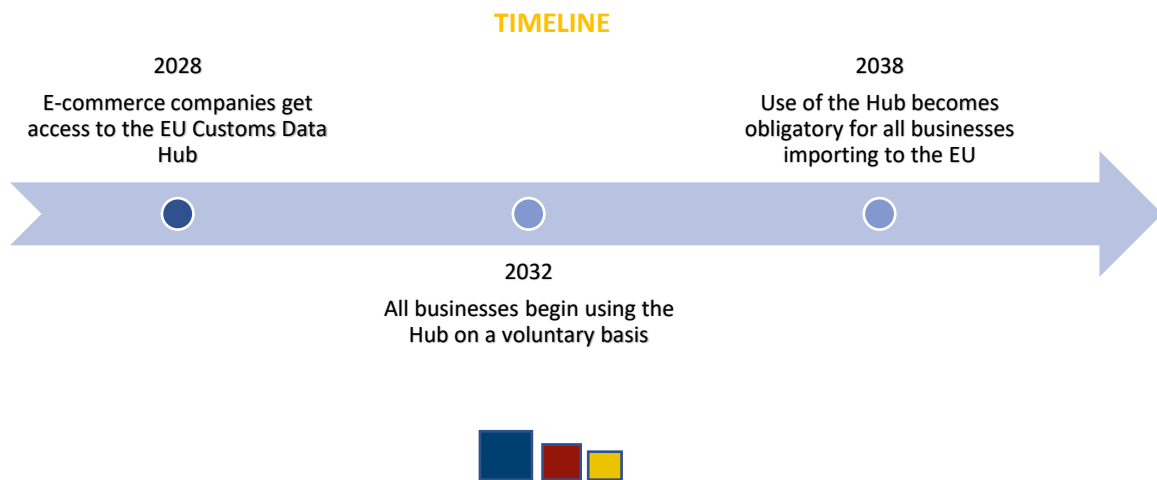 TIMELINE
2028
E-commerce companies get
access to the EU Customs Data
Hub
2032
All businesses begin using the
Hub on a voluntary basis
2038
Use of the Hub becomes
obligatory for all businesses
importing to the EU